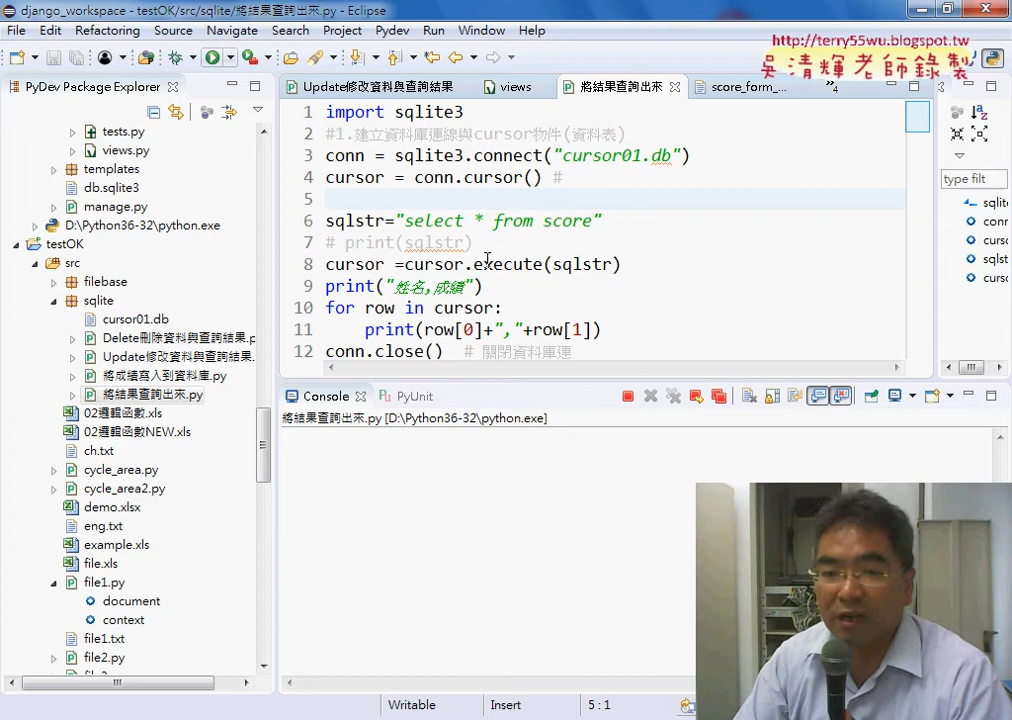 django_workspace - testOK/src/sqlite/將結果查詢出來.py - Eclipse
File Edit Refactoring Source Navigate Search Project Pydev Run Window Help
http://terry55wu.blogspot.tw
吳清輝老師錄製
PyDev Package Explorer
Update修改資料與查詢結果
views
將結果查詢出來
score_form_...
4
tests.py
views.py
templates
db.sqlite3
manage.py
D:\Python36-32\python.exe
testOK
src
filebase
sqlite
cursor01.db
Delete刪除資料與查詢結果.p
Update修改資料與查詢結果.
將成績寫入到資料庫.py
將結果查詢出來.py
02邏輯函數.xls
02邏輯函數NEW.xls
ch.txt
cycle_area.py
cycle_area2.py
demo.xlsx
eng.txt
example.xls
file.xls
file1.py
document
context
file1.txt
file2.py
1 import sqlite3
2 #1.建立資料庫連線與cursor物件(資料表)
3 conn = sqlite3.connect("cursor01.db")
4 cursor = conn.cursor() #
5
6 sqlstr="select * from score"
7 # print(sqlstr)
8 cursor =cursor.execute(sqlstr)
9 print("姓名,成績")
10 for row in cursor:
11 print(row[0]+","+row[1])
12 conn.close() # 關閉資料庫連
type filt
sqlite
conn
curso
sqlst
curso
Console
PyUnit
將結果查詢出來.py [D:\Python36-32\python.exe]
Writable Insert 5 : 1